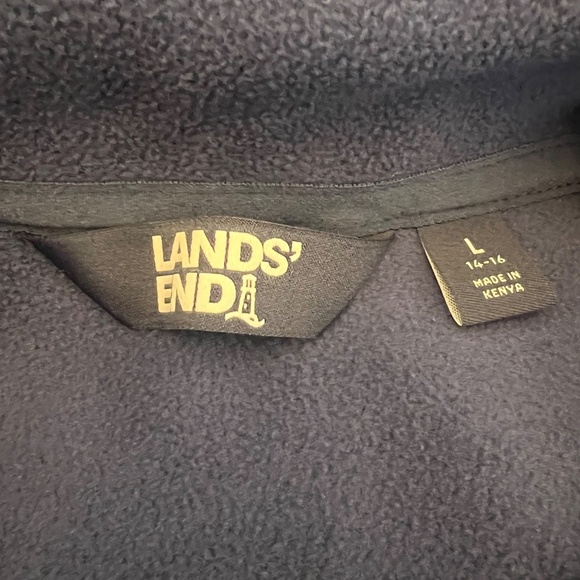 LANDS'
END
L
14-16
MADE IN
KENYA